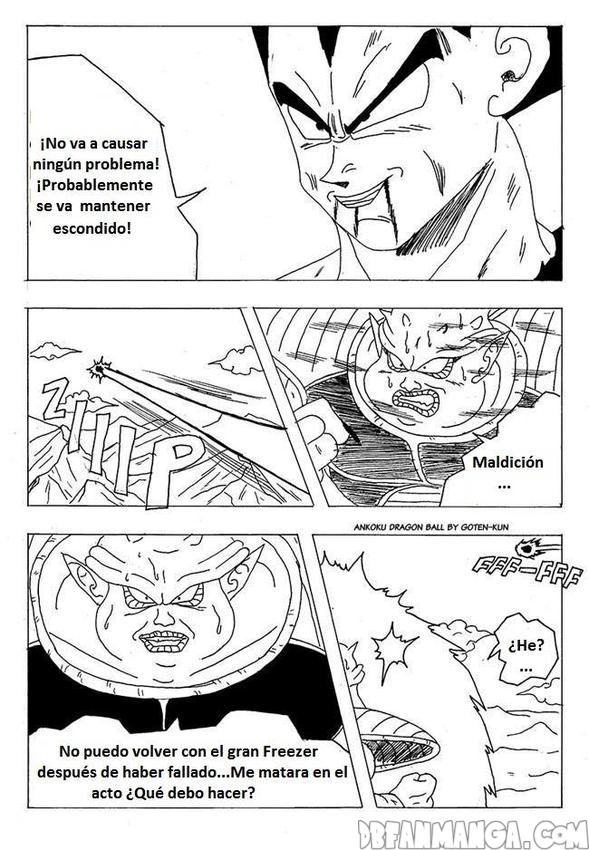 ¡No va a causar
ningún problema!
¡Probablemente
se va mantener
escondido!
ZIIIP
Maldición
...
ANKOKU DRAGON BALL BY GOTEN-KUN
FFF-FFF
¿He?
...
No puedo volver con el gran Freezer
después de haber fallado...Me matara en el
acto ¿Qué debo hacer?
DBFANMANGA.COM